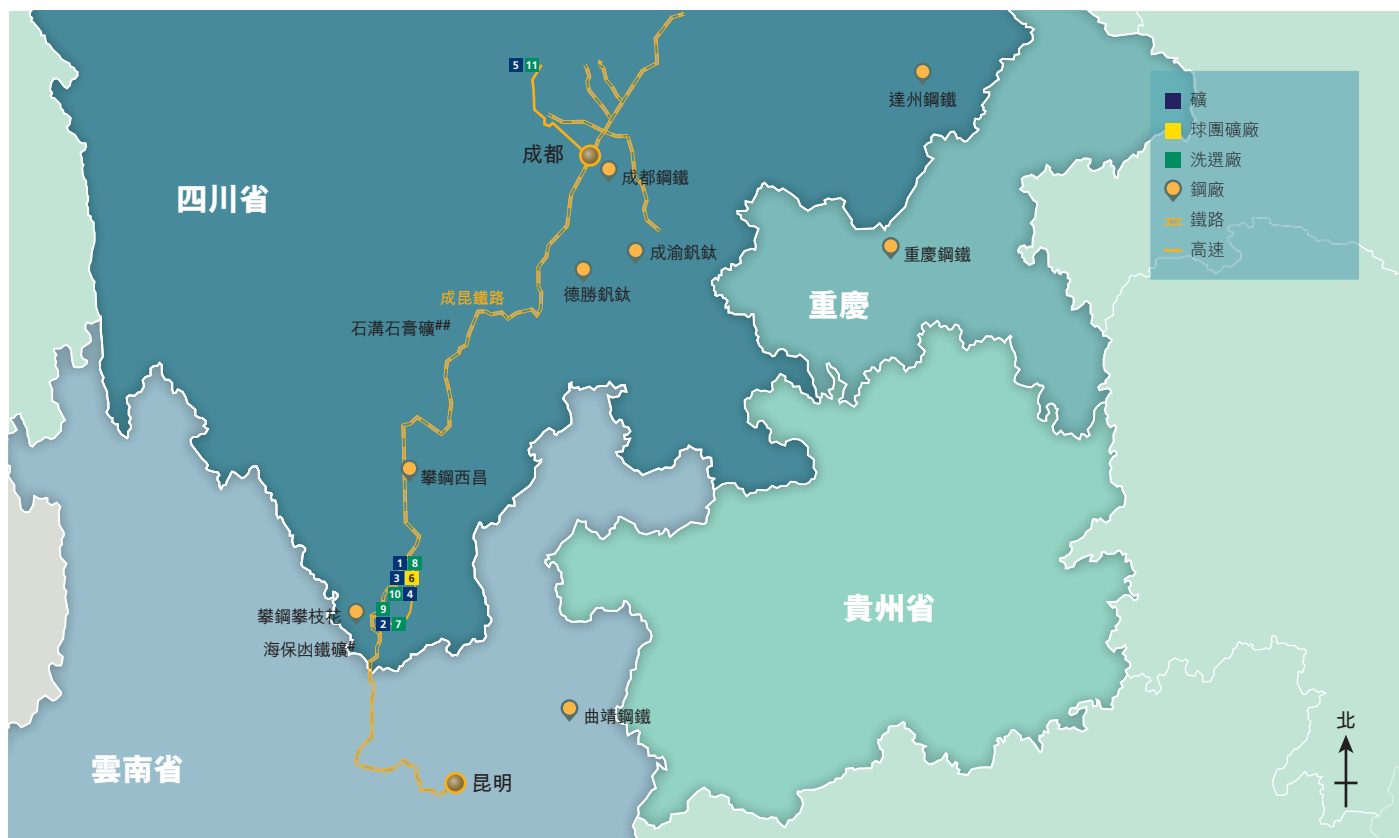 5 11
達州鋼鐵
礦
球團礦廠
洗選廠
鋼廠
鐵路
高速
成都
成都鋼鐵
四川省
成渝釩鈦
重慶鋼鐵
德勝釩鈦
成昆鐵路
重慶
石溝石膏礦##
攀鋼西昌
1 8
3 6
10 4
9
2 7
攀鋼攀枝花
貴州省
海保凼鐵礦#
曲靖鋼鐵
北
雲南省
昆明